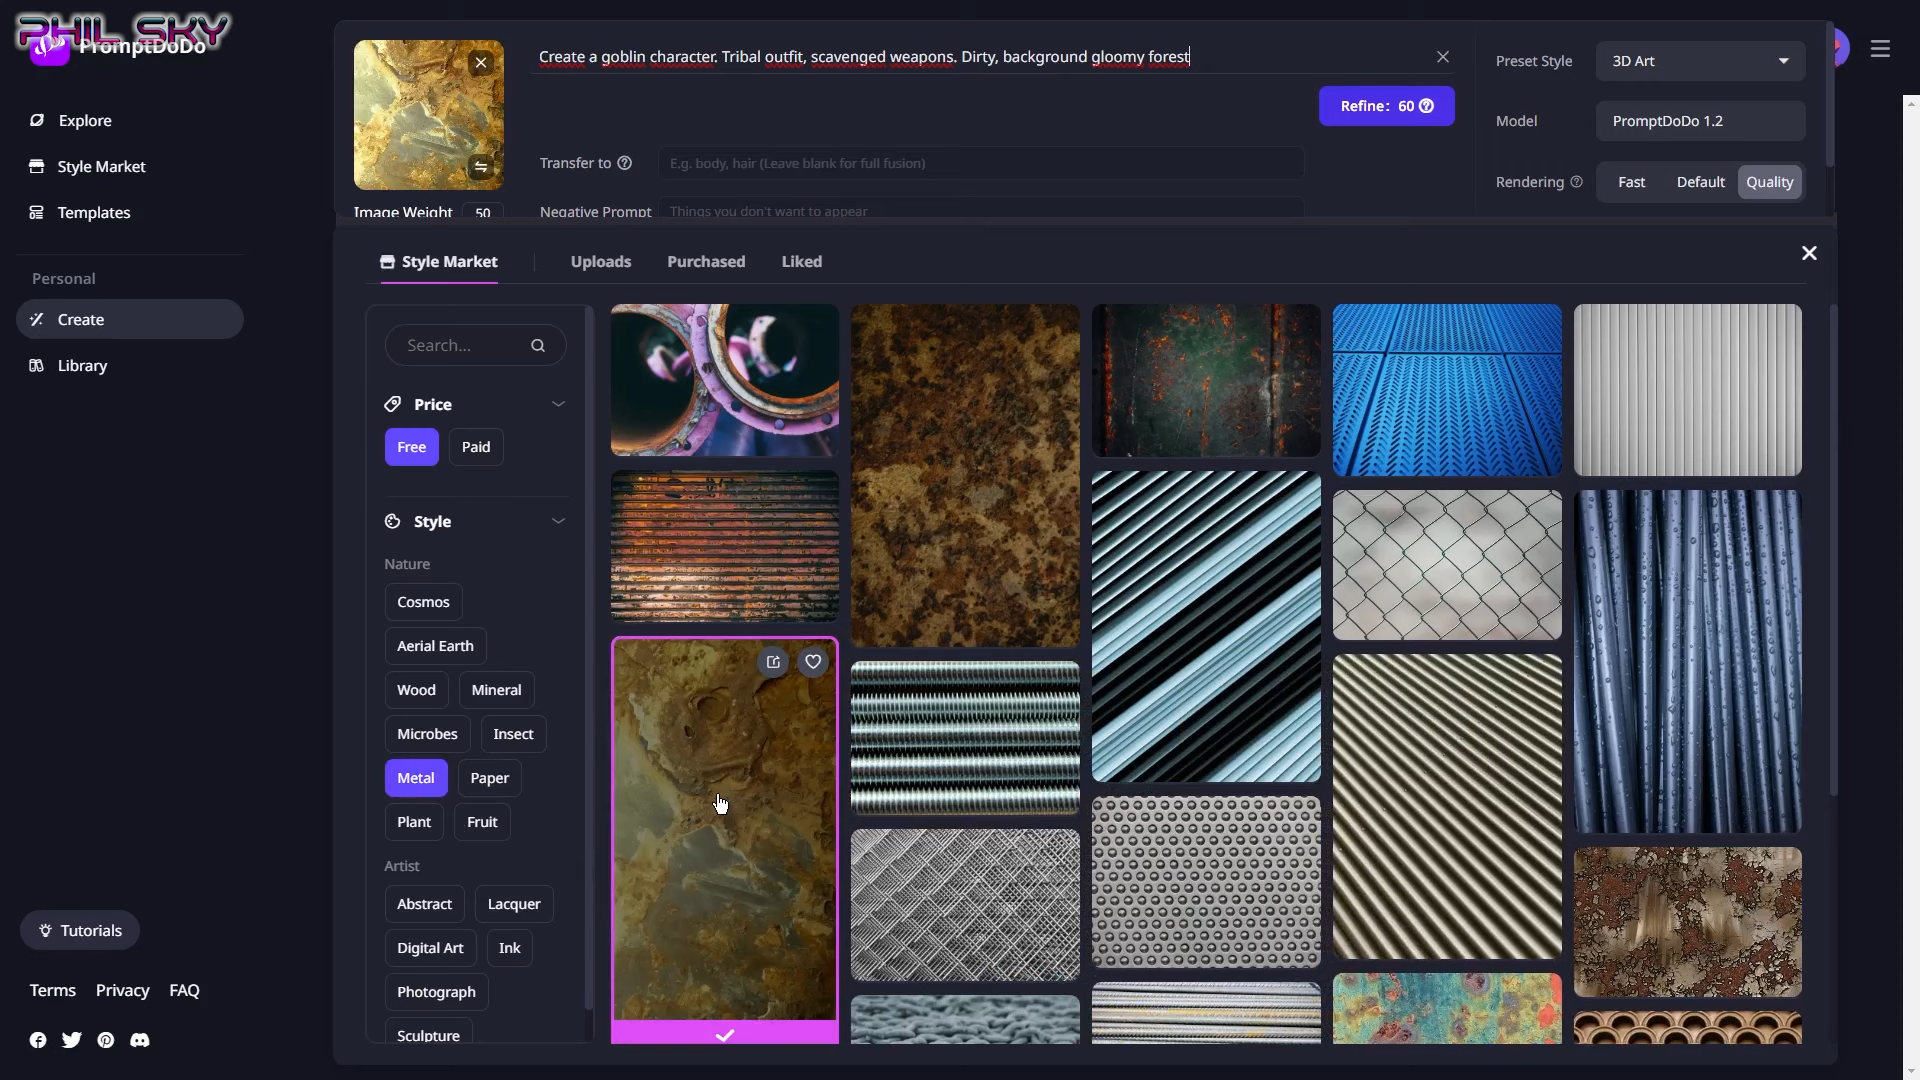 PHIL SKY
PromptDoDo
Explore
Style Market
Templates
Personal
Create
Library
Tutorials
Terms Privacy FAQ
Create a goblin character. Tribal outfit, scavenged weapons. Dirty, background gloomy forest
Refine: 60
Transfer to
E.g. body, hair (Leave blank for full fusion)
Image Weight 50
Negative Prompt
Things you don't want to appear
Preset Style
3D Art
Model
PromptDoDo 1.2
Rendering
Fast Default Quality
Style Market Uploads Purchased Liked
Search...
Price
Free Paid
Style
Nature
Cosmos
Aerial Earth
Wood Mineral
Microbes Insect
Metal Paper
Plant Fruit
Artist
Abstract Lacquer
Digital Art Ink
Photograph
Sculpture